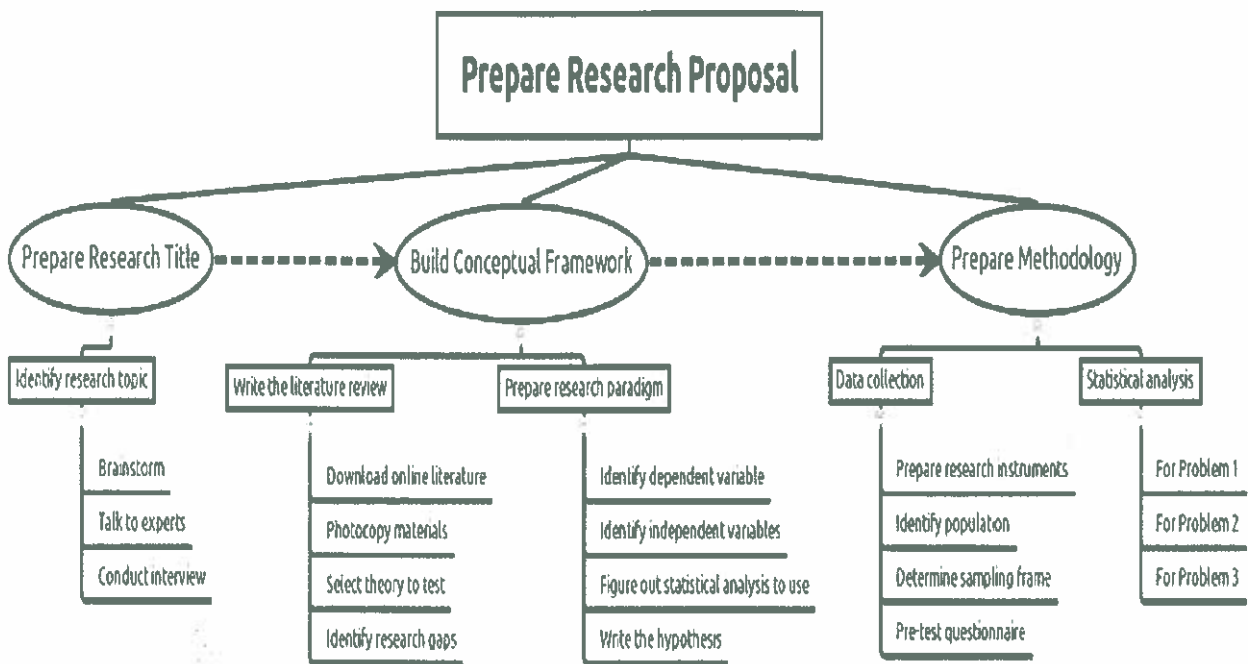 Prepare Research Proposal
Prepare Research Title
Build Conceptual Framework
Prepare Methodology
Identify research topic
Write the literature review
Prepare research paradigm
Data collection
Statistical analysis
Brainstorm
Talk to experts
Conduct interview
Download online literature
Photocopy materials
Select theory to test
Identify research gaps
Identify dependent variable
Identify independent variables
Figure out statistical analysis to use
Write the hypothesis
Prepare research instruments
Identify population
Determine sampling frame
Pre-test questionnaire
For Problem 1
For Problem 2
For Problem 3